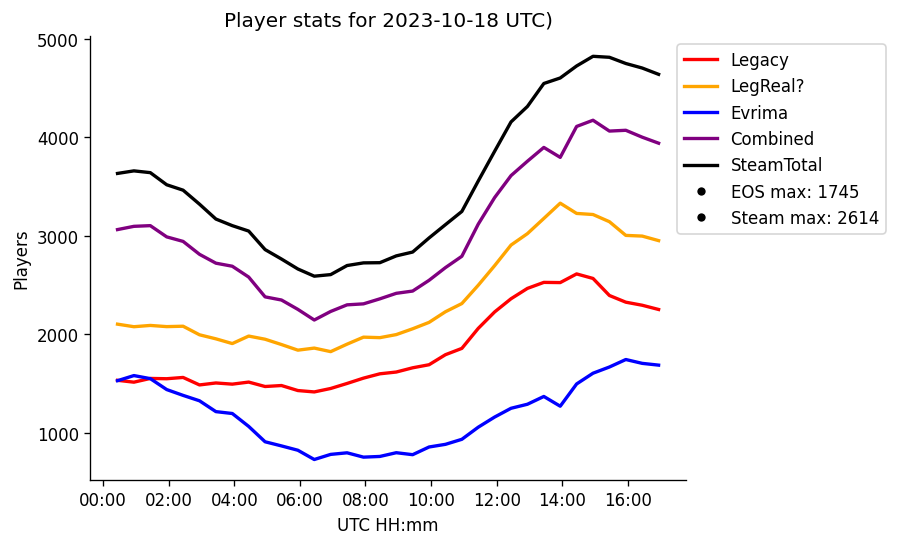 Player stats for 2023-10-18 UTC)
5000
4000
3000
2000
1000
Players
00:00 02:00 04:00 06:00 08:00 10:00 12:00 14:00 16:00
UTC HH:mm
Legacy
LegReal?
Evrima
Combined
SteamTotal
EOS max: 1745
Steam max: 2614